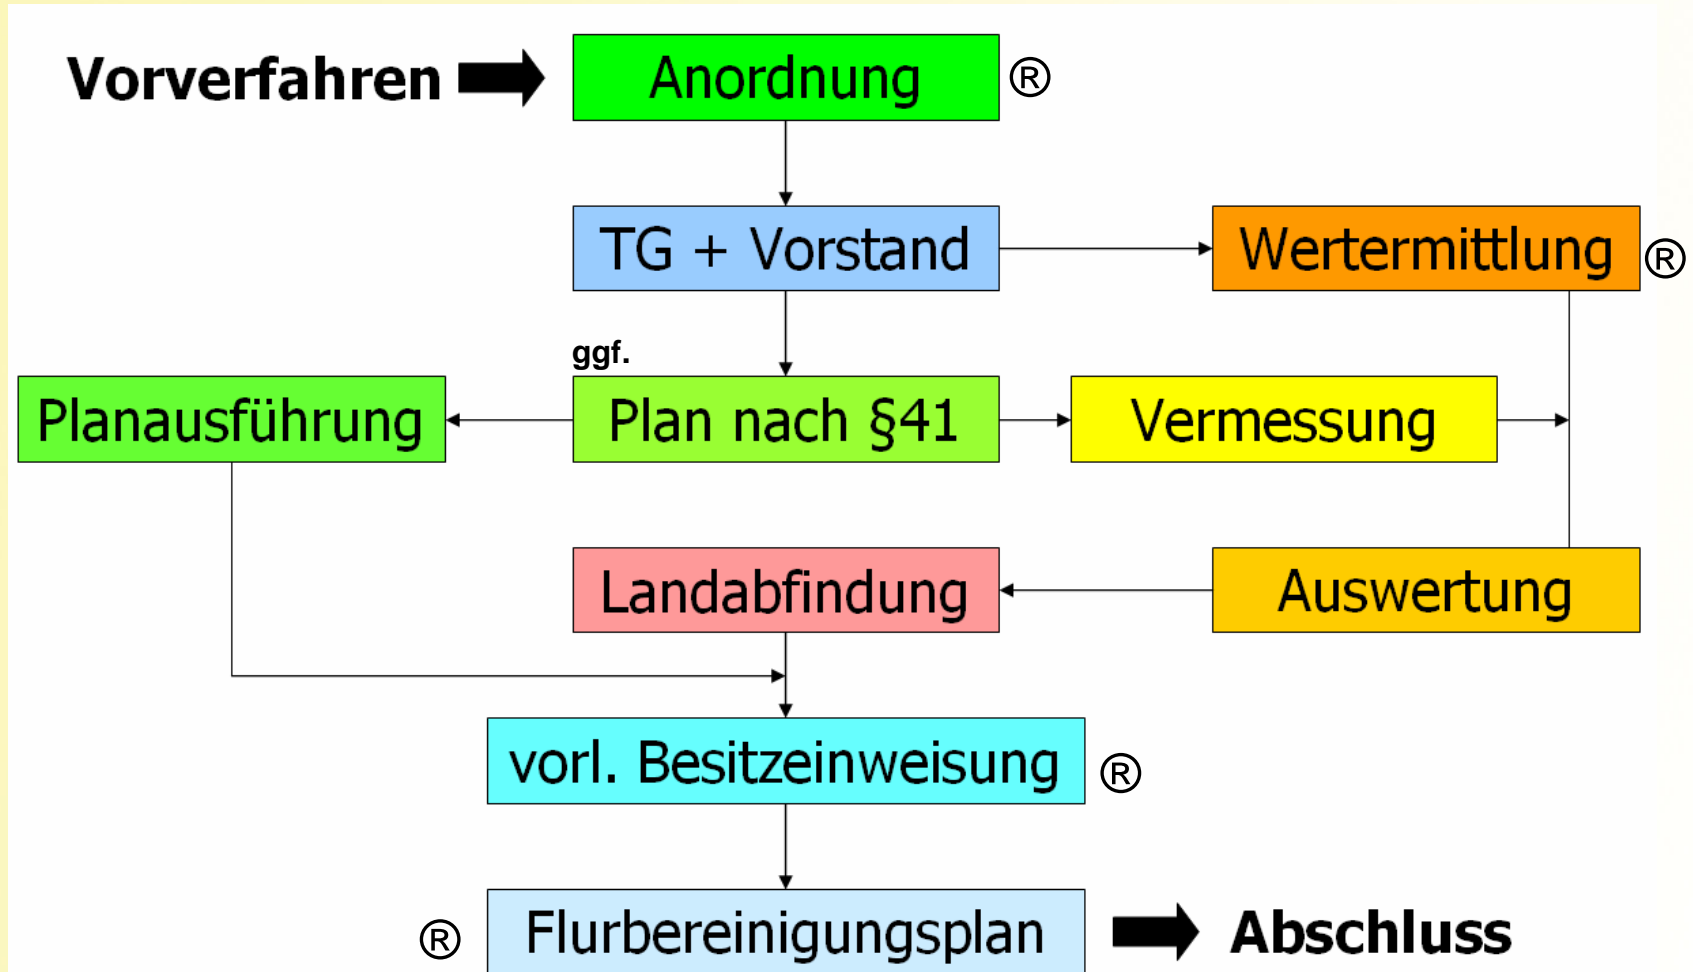 Vorverfahren
Anordnung ®
TG + Vorstand
Wertermittlung ®
ggf.
Planausführung
Plan nach §41
Vermessung
Landabfindung
Auswertung
vorl. Besitzeinweisung ®
® Flurbereinigungsplan
Abschluss